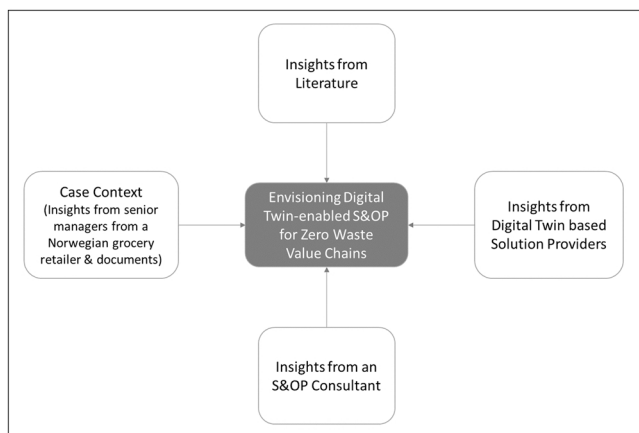 Insights from
Literature
Case Context
(Insights from senior
managers from a
Norwegian grocery
retailer & documents)
Envisioning Digital
Twin-enabled S&OP
for Zero Waste
Value Chains
Insights from
Digital Twin based
Solution Providers
Insights from an
S&OP Consultant